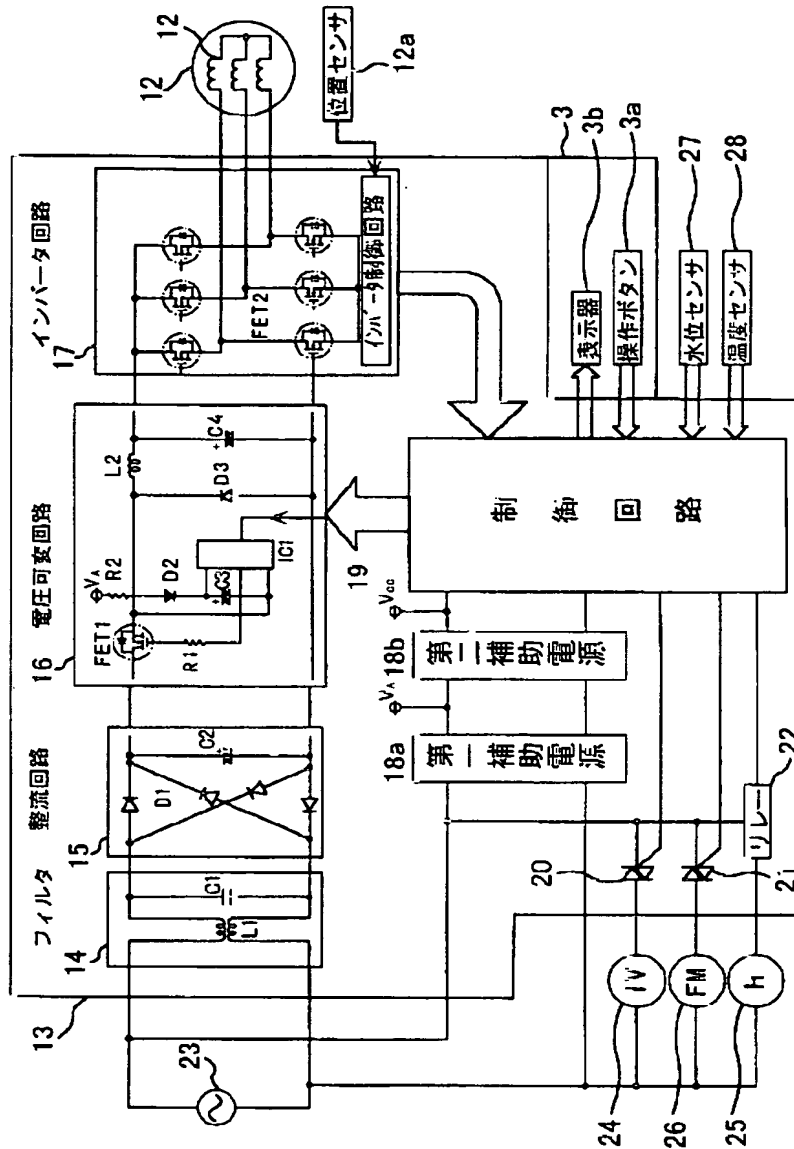 フィルタ
整流回路
電圧可変回路
インバータ回路
13
14
15
16
17
12
12
L1
C1
D1
C2
FET1
VA
R2
D2
R1
C3
IC1
L2
D3
C4
FET2
インバータ制御回路
位置センサ
12a
23
18a
第一補助電源
VA
18b
第二補助電源
Vcc
19
制御回路
3
表示器
3b
操作ボタン
3a
水位センサ
27
温度センサ
28
20
21
リレー
22
IV
24
FM
26
h
25